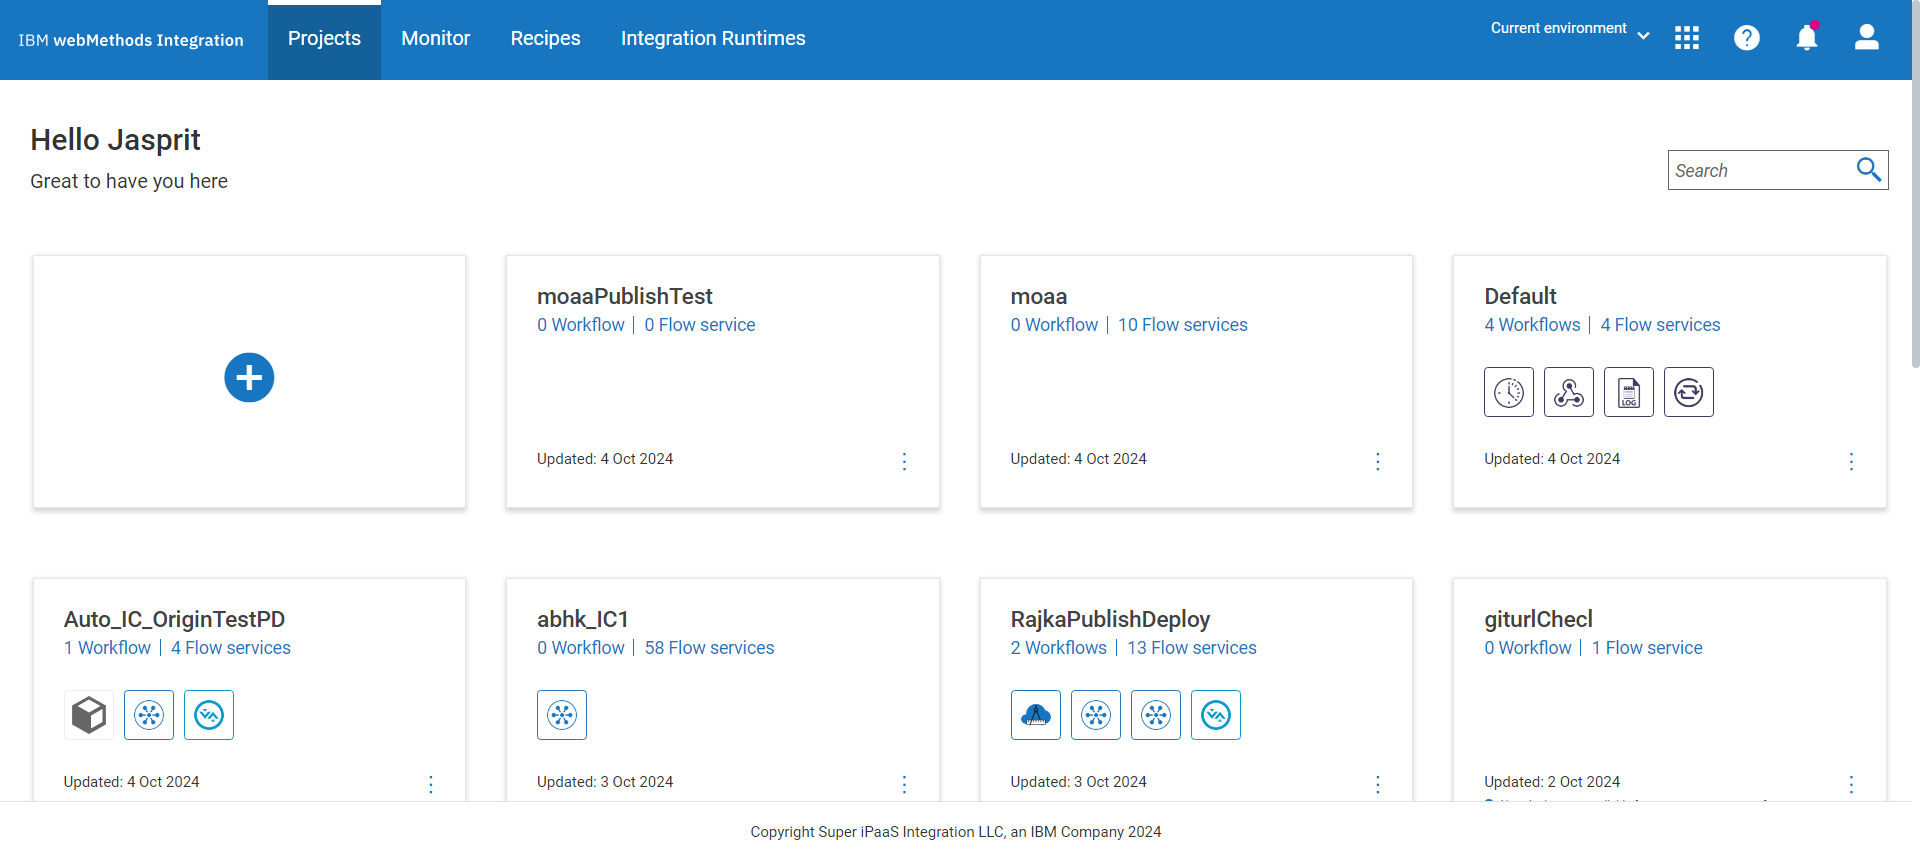 IBM webMethods Integration
Projects
Monitor
Recipes
Integration Runtimes
Current environment
Hello Jasprit
Great to have you here
Search
moaaPublishTest
0 Workflow | 0 Flow service
Updated: 4 Oct 2024
moaa
0 Workflow | 10 Flow services
Updated: 4 Oct 2024
Default
4 Workflows | 4 Flow services
LOG
Updated: 4 Oct 2024
Auto_IC_OriginTestPD
1 Workflow | 4 Flow services
Updated: 4 Oct 2024
abhk_IC1
0 Workflow | 58 Flow services
Updated: 3 Oct 2024
RajkaPublishDeploy
2 Workflows | 13 Flow services
Updated: 3 Oct 2024
giturlChecl
0 Workflow | 1 Flow service
Updated: 2 Oct 2024
Copyright Super iPaaS Integration LLC, an IBM Company 2024